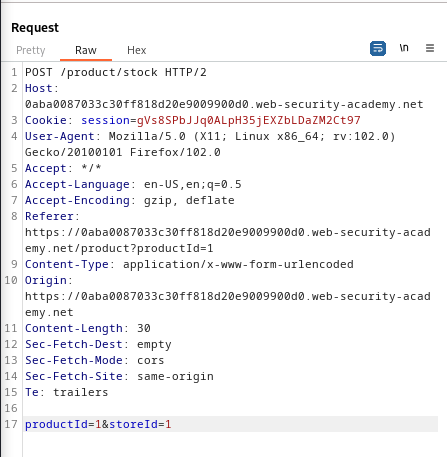 Request
Pretty Raw Hex \n
1 POST /product/stock HTTP/2
2 Host:
0aba0087033c30ff818d20e9009900d0.web-security-academy.net
3 Cookie: session=gVs8SPbJJq0ALpH35jEXZbLDaZM2Ct97
4 User-Agent: Mozilla/5.0 (X11; Linux x86_64; rv:102.0)
Gecko/20100101 Firefox/102.0
5 Accept: */*
6 Accept-Language: en-US,en;q=0.5
7 Accept-Encoding: gzip, deflate
8 Referer:
https://0aba0087033c30ff818d20e9009900d0.web-security-acad
emy.net/product?productId=1
9 Content-Type: application/x-www-form-urlencoded
10 Origin:
https://0aba0087033c30ff818d20e9009900d0.web-security-acad
emy.net
11 Content-Length: 30
12 Sec-Fetch-Dest: empty
13 Sec-Fetch-Mode: cors
14 Sec-Fetch-Site: same-origin
15 Te: trailers
16
17 productId=1&storeId=1